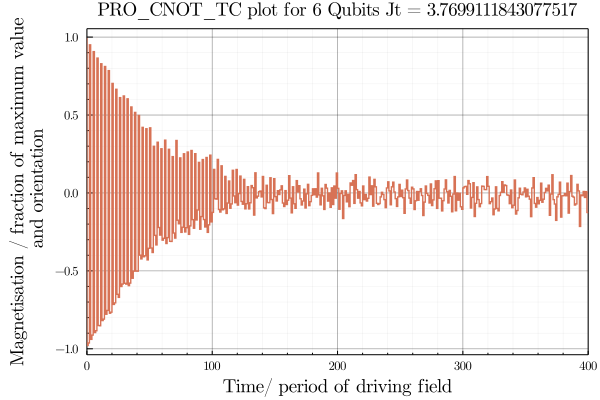 PRO_CNOT_TC plot for 6 Qubits Jt = 3.7699111843077517
Magnetisation / fraction of maximum value
and orientation
1.0
0.5
0.0
−0.5
−1.0
0 100 200 300 400
Time/ period of driving field